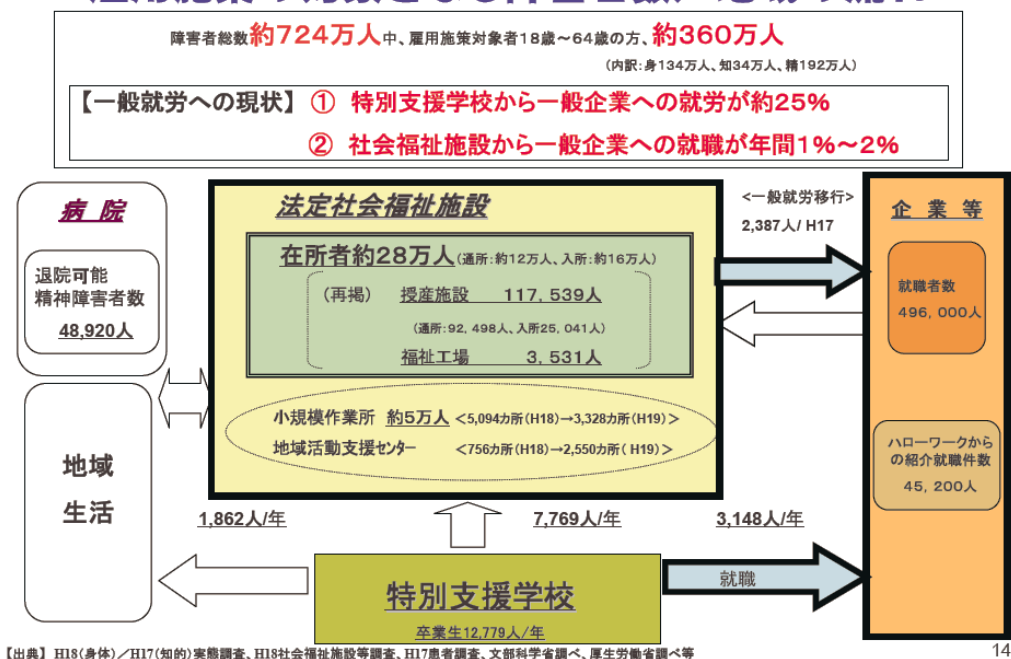 障害者総数約724万人中、雇用施策対象者18歳～64歳の方、約360万人
(内訳：身134万人、知34万人、精192万人)
【一般就労への現状】 ① 特別支援学校から一般企業への就労が約25%
② 社会福祉施設から一般企業への就職が年間1%～2%
病 院
退院可能
精神障害者数
48,920人
法定社会福祉施設
在所者約28万人(通所：約12万人、入所：約16万人)
(再掲) 授産施設 117,539人
(通所：92,498人、入所25,041人)
福祉工場 3,531人
小規模作業所 約5万人 <5,094カ所(H18)→3,328カ所(H19)>
地域活動支援センター <756カ所(H18)→2,550カ所(H19)>
<一般就労移行>
2,387人/H17
企 業 等
就職者数
496,000人
ハローワークから
の紹介就職件数
45,200人
地域
生活
1,862人/年
7,769人/年
3,148人/年
就職
特別支援学校
卒業生12,779人/年
【出典】 H18(身体)／H17(知的)実態調査、H18社会福祉施設等調査、H17患者調査、文部科学省調べ、厚生労働省調べ等
14